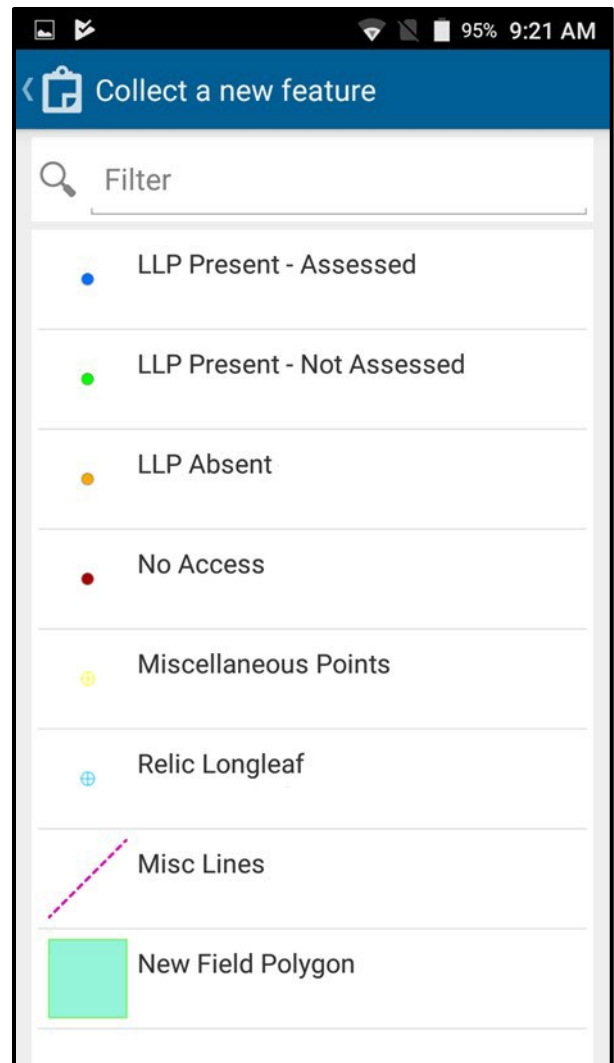 95% 9:21 AM
Collect a new feature
Filter
LLP Present - Assessed
LLP Present - Not Assessed
LLP Absent
No Access
Miscellaneous Points
Relic Longleaf
Misc Lines
New Field Polygon